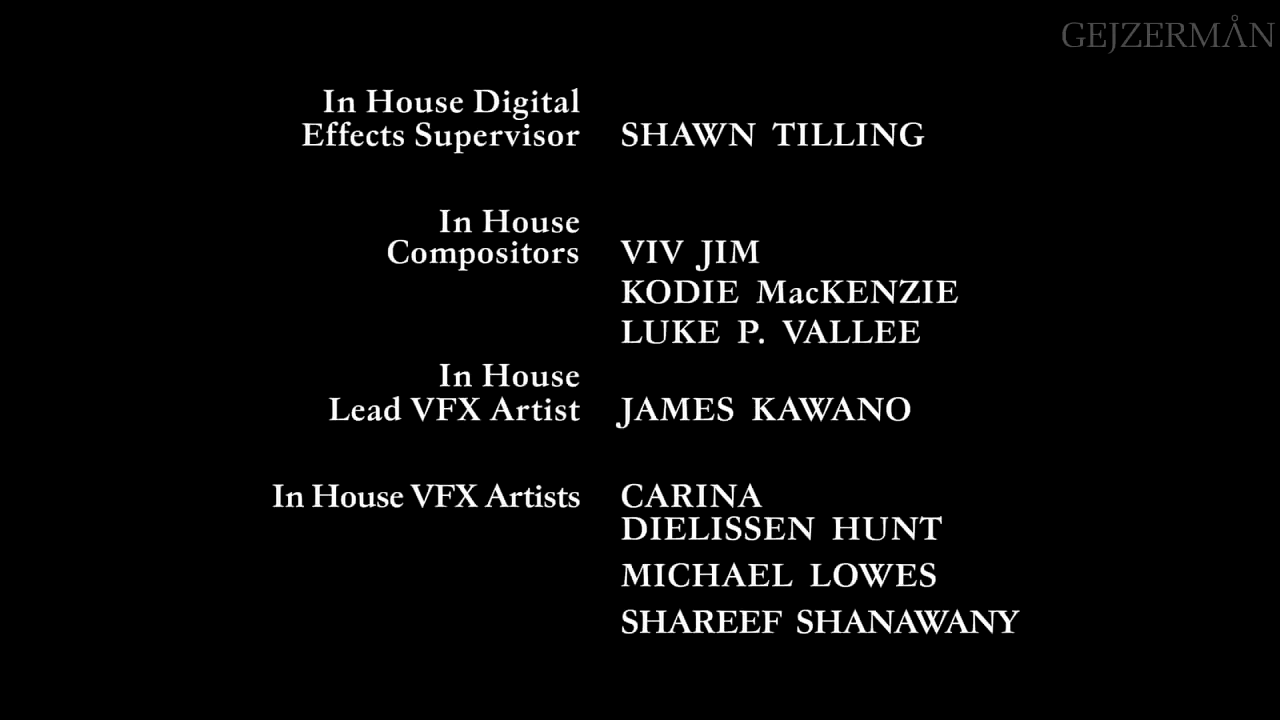 GEJZERMÅN
In House Digital
Effects Supervisor SHAWN TILLING
In House
Compositors VIV JIM
KODIE MacKENZIE
LUKE P. VALLEE
In House
Lead VFX Artist JAMES KAWANO
In House VFX Artists CARINA
DIELISSEN HUNT
MICHAEL LOWES
SHAREEF SHANAWANY